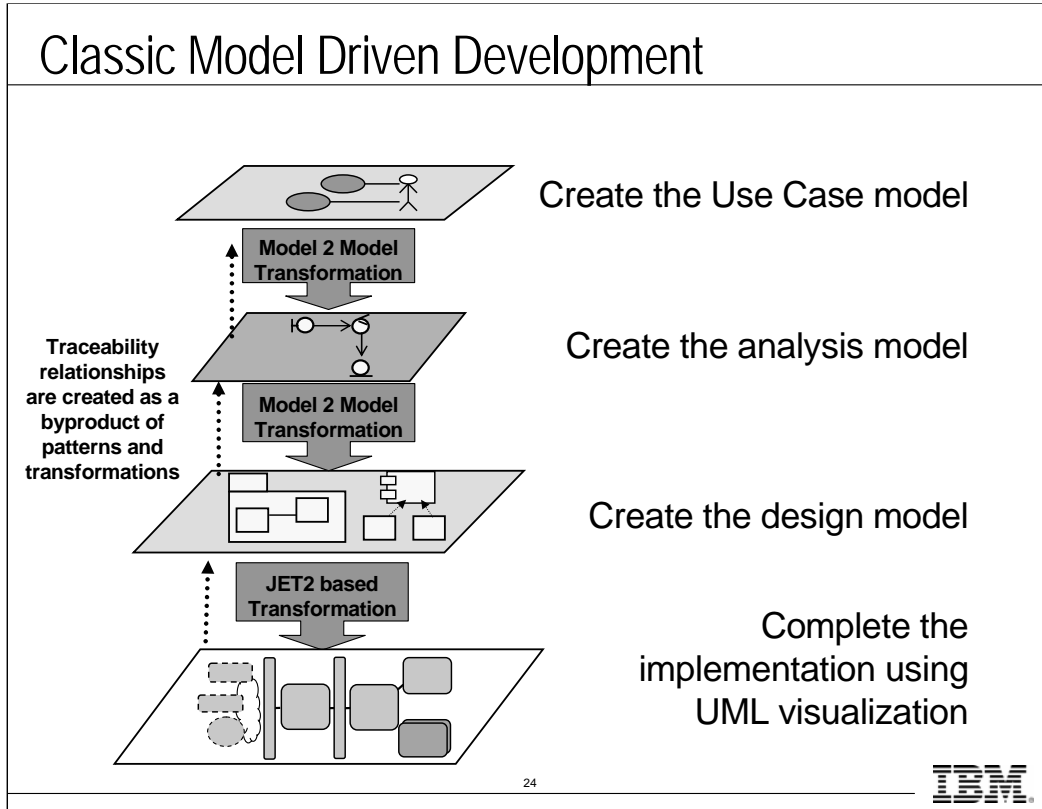 Classic Model Driven Development
Create the Use Case model
Model 2 Model
Transformation
Traceability
relationships
are created as a
byproduct of
patterns and
transformations
Create the analysis model
Model 2 Model
Transformation
Create the design model
JET2 based
Transformation
Complete the
implementation using
UML visualization
24
IBM®